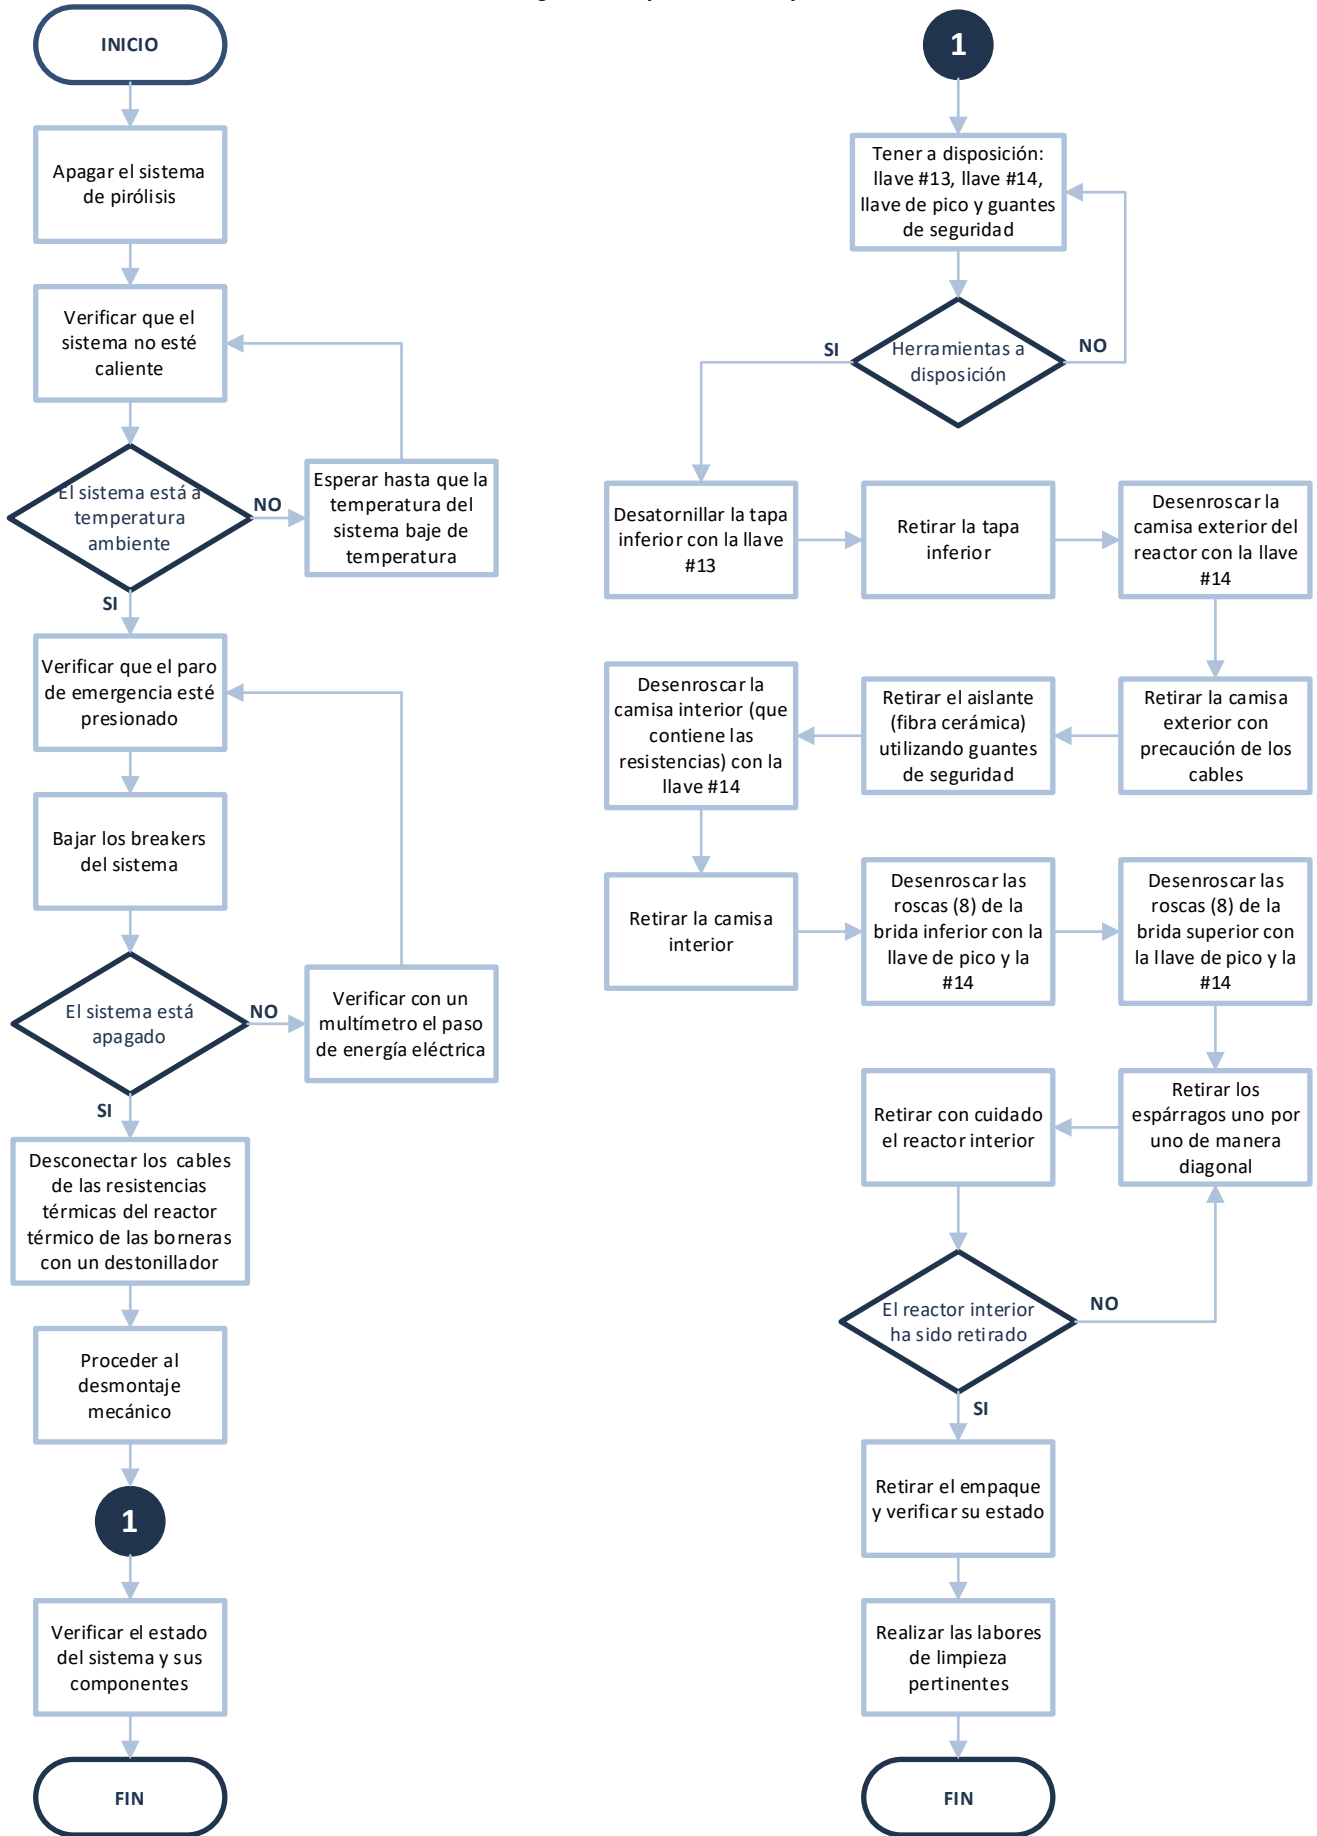 INICIO
Apagar el sistema
de pirólisis
Verificar que el
sistema no esté
caliente
El sistema está a
temperatura
ambiente
NO
Esperar hasta que la
temperatura del
sistema baje de
temperatura
SI
Verificar que el paro
de emergencia esté
presionado
Bajar los breakers
del sistema
El sistema está
apagado
NO
Verificar con un
multímetro el paso
de energía eléctrica
SI
Desconectar los cables
de las resistencias
térmicas del reactor
térmico de las borneras
con un destonillador
Proceder al
desmontaje
mecánico
1
Verificar el estado
del sistema y sus
componentes
FIN
1
Tener a disposición:
llave #13, llave #14,
llave de pico y guantes
de seguridad
Herramientas a
disposición
NO
SI
Desatornillar la tapa
inferior con la llave
#13
Retirar la tapa
inferior
Desenroscar la
camisa exterior del
reactor con la llave
#14
Retirar la camisa
exterior con
precaución de los
cables
Retirar el aislante
(fibra cerámica)
utilizando guantes
de seguridad
Desenroscar la
camisa interior (que
contiene las
resistencias) con la
llave #14
Retirar la camisa
interior
Desenroscar las
roscas (8) de la
brida inferior con la
llave de pico y la
#14
Desenroscar las
roscas (8) de la
brida superior con
la llave de pico y la
#14
Retirar los
espárragos uno por
uno de manera
diagonal
Retirar con cuidado
el reactor interior
El reactor interior
ha sido retirado
NO
SI
Retirar el empaque
y verificar su estado
Realizar las labores
de limpieza
pertinentes
FIN